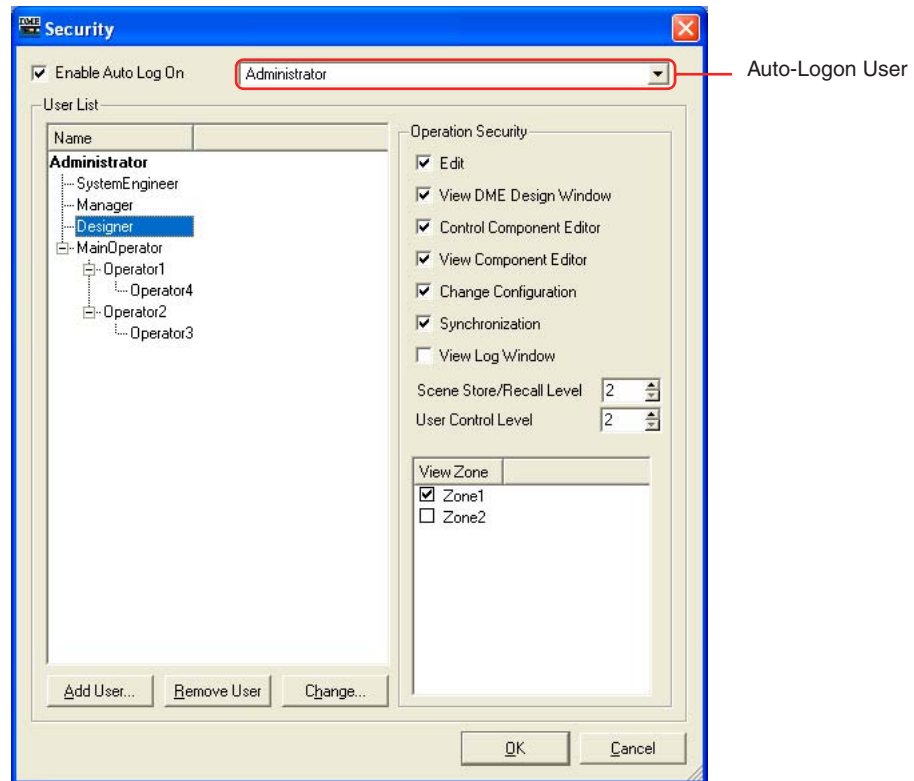 DME
Security
Enable Auto Log On
Administrator
Auto-Logon User
User List
Name
Administrator
SystemEngineer
Manager
Designer
MainOperator
Operator1
Operator4
Operator2
Operator3
Add User...
Remove User
Change...
Operation Security
Edit
View DME Design Window
Control Component Editor
View Component Editor
Change Configuration
Synchronization
View Log Window
Scene Store/Recall Level 2
User Control Level 2
View Zone
Zone1
Zone2
OK
Cancel